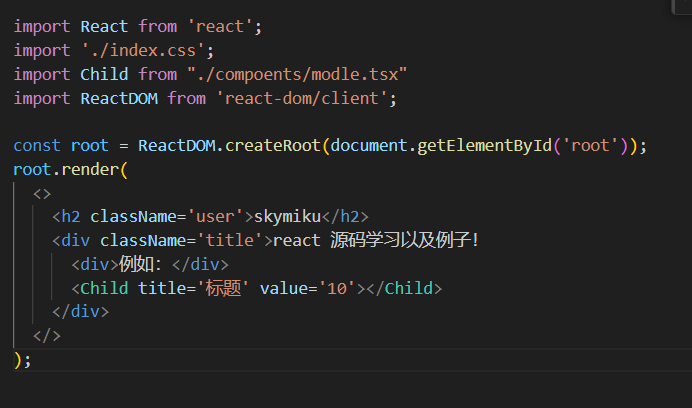 import React from 'react';
import './index.css';
import Child from "./compoents/modle.tsx"
import ReactDOM from 'react-dom/client';
const root = ReactDOM.createRoot(document.getElementById('root'));
root.render(
<>
<h2 className='user'>skymiku</h2>
<div className='title'>react 源码学习以及例子!
<div>例如: </div>
<Child title='标题' value='10'></Child>
</div>
</>
);